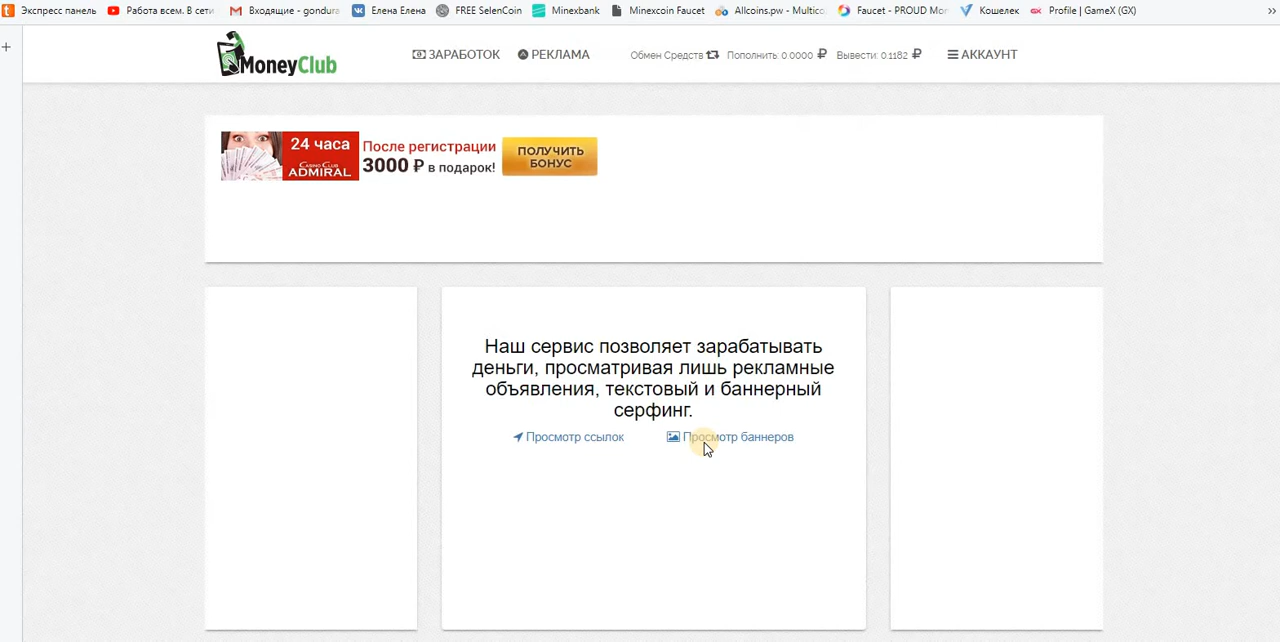 Экспресс панель Работа всем. В сети Входящие - gondura Елена Елена FREE SelenCoin Minexbank Minexcoin Faucet Allcoins.pw - Multico Faucet - PROUD Mon Кошелек Profile | GameX (GX) »
MoneyClub ЗАРАБОТОК РЕКЛАМА Обмен Средств Пополнить: 0.0000 ₽ Вывести: 0.1182 ₽ АККАУНТ
24 часа
CASINO CLUB
ADMIRAL
После регистрации
3000 ₽ в подарок!
ПОЛУЧИТЬ
БОНУС
Наш сервис позволяет зарабатывать
деньги, просматривая лишь рекламные
объявления, текстовый и баннерный
серфинг.
Просмотр ссылок Просмотр баннеров